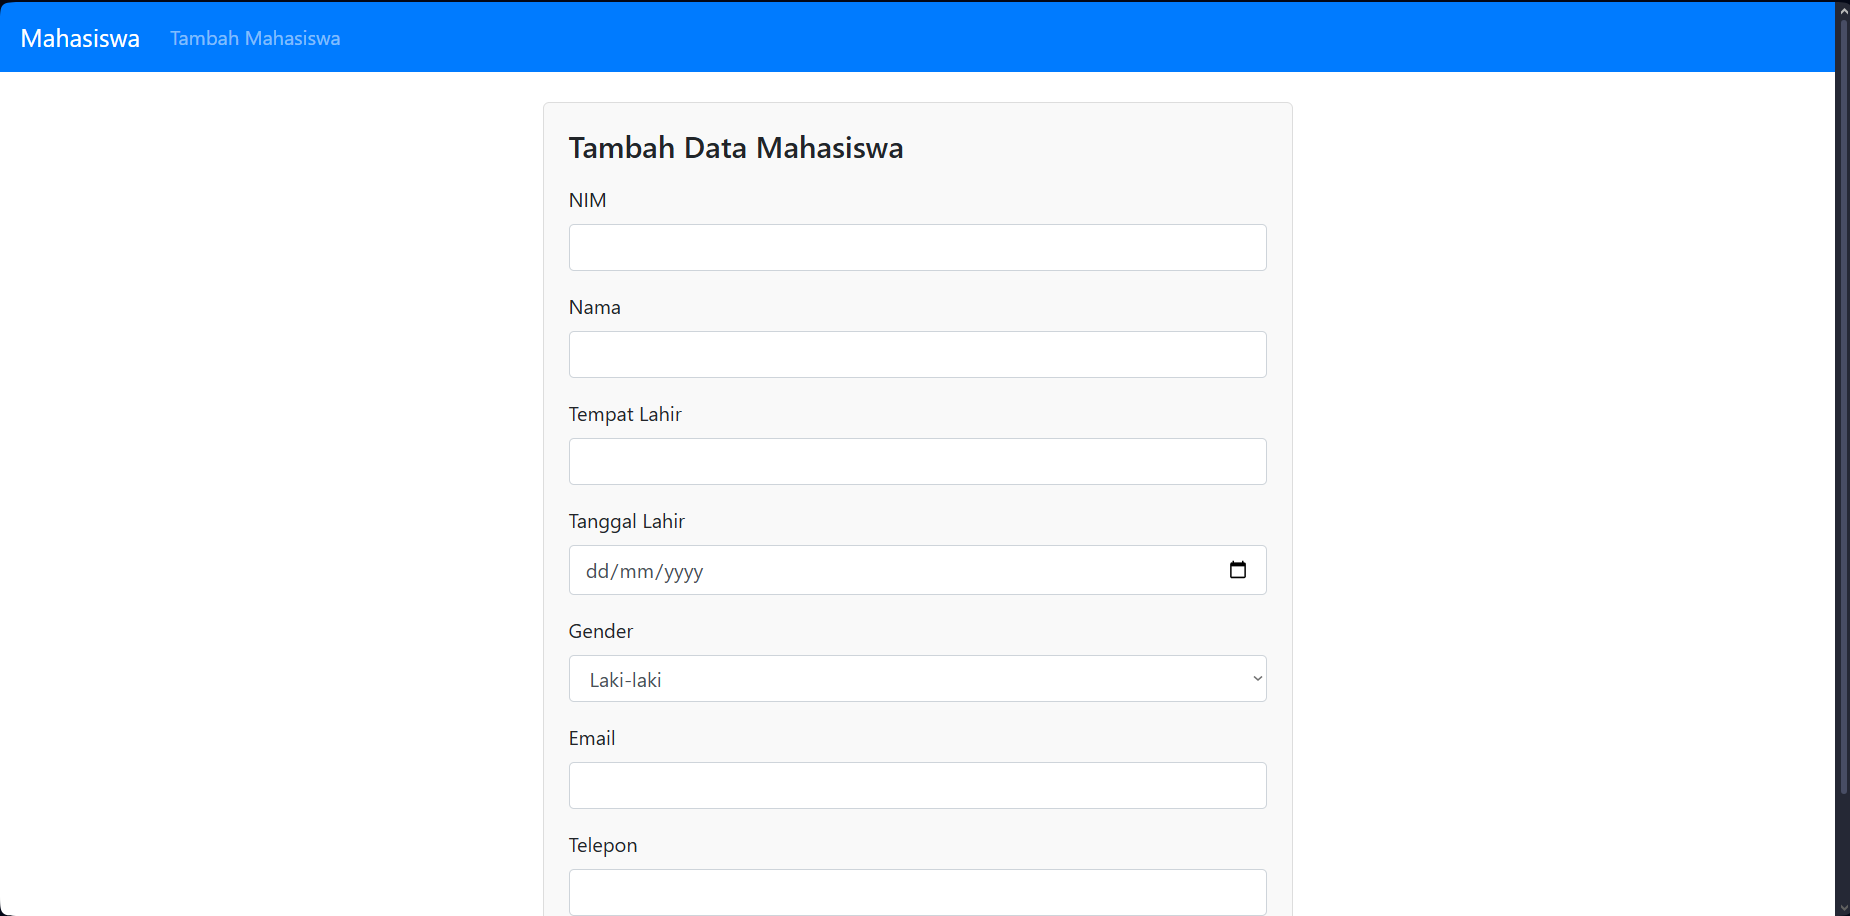 Mahasiswa Tambah Mahasiswa
Tambah Data Mahasiswa
NIM
Nama
Tempat Lahir
Tanggal Lahir
dd/mm/yyyy
Gender
Laki-laki
Email
Telepon